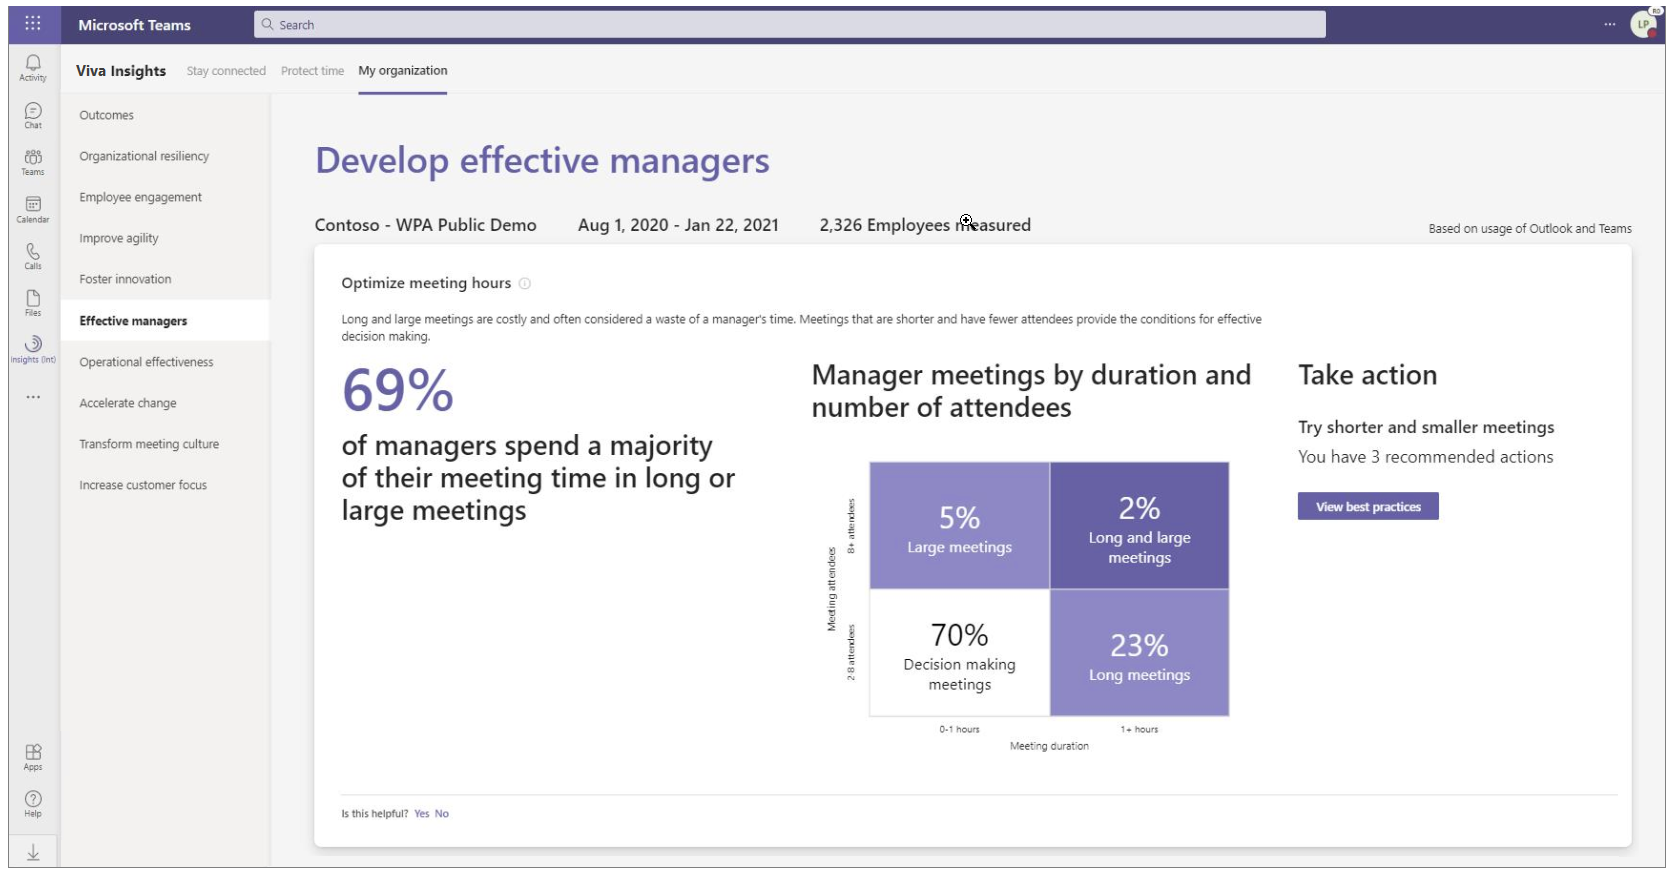 Microsoft Teams
Search
LP
RO
Activity
Chat
Teams
Calendar
Calls
Files
Insights (Int)
Apps
Help
Viva Insights
Stay connected
Protect time
My organization
Outcomes
Organizational resiliency
Employee engagement
Improve agility
Foster innovation
Effective managers
Operational effectiveness
Accelerate change
Transform meeting culture
Increase customer focus
Develop effective managers
Contoso - WPA Public Demo
Aug 1, 2020 - Jan 22, 2021
2,326 Employees measured
Based on usage of Outlook and Teams
Optimize meeting hours
Long and large meetings are costly and often considered a waste of a manager's time. Meetings that are shorter and have fewer attendees provide the conditions for effective
decision making.
69%
of managers spend a majority
of their meeting time in long or
large meetings
Manager meetings by duration and
number of attendees
Meeting attendees
8+ attendees
2-8 attendees
5%
Large meetings
2%
Long and large
meetings
70%
Decision making
meetings
23%
Long meetings
0-1 hours
1+ hours
Meeting duration
Take action
Try shorter and smaller meetings
You have 3 recommended actions
View best practices
Is this helpful? Yes No